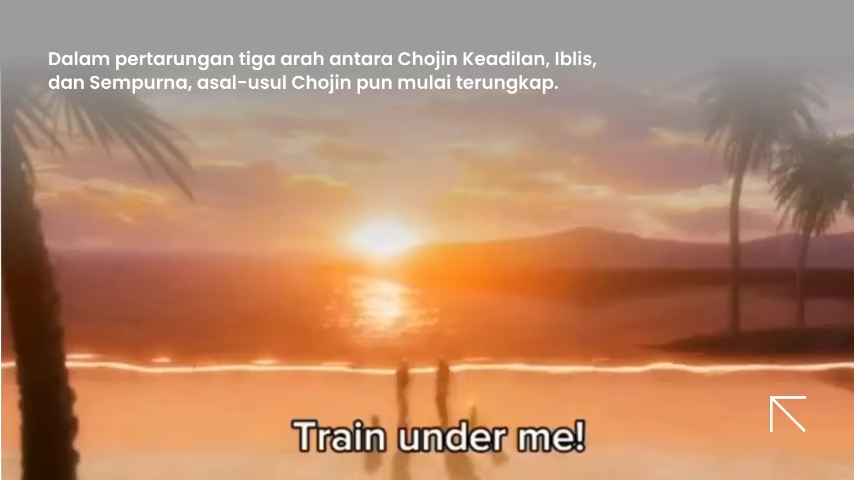 Dalam pertarungan tiga arah antara Chojin Keadilan, Iblis,
dan Sempurna, asal-usul Chojin pun mulai terungkap.
Train under me!